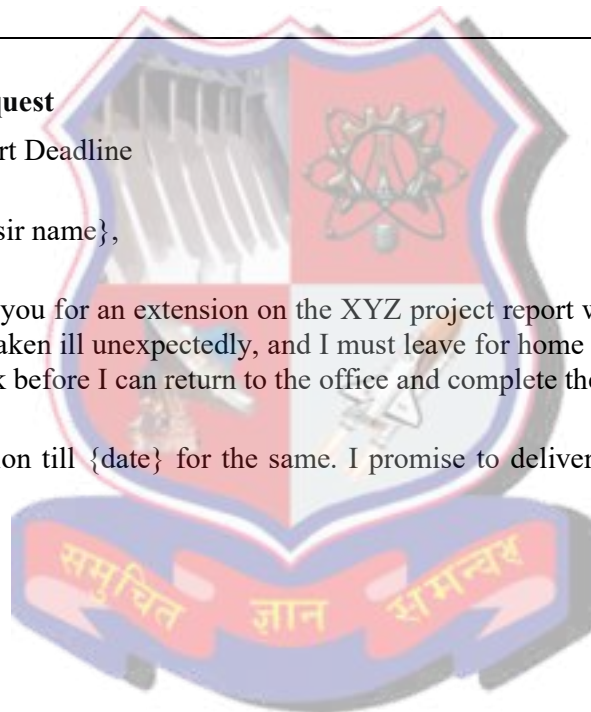 quest
rt Deadline
sir name},
you for an extension on the XYZ project report w
aken ill unexpectedly, and I must leave for home
k before I can return to the office and complete the
on till {date} for the same. I promise to deliver
समुचित ज्ञान समन्वय